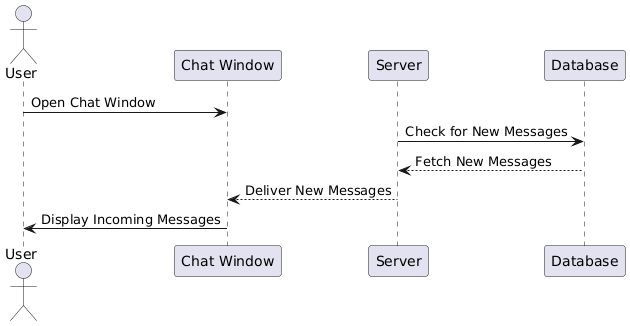 User
Chat Window
Server
Database
Open Chat Window
Check for New Messages
Fetch New Messages
Deliver New Messages
Display Incoming Messages
User
Chat Window
Server
Database